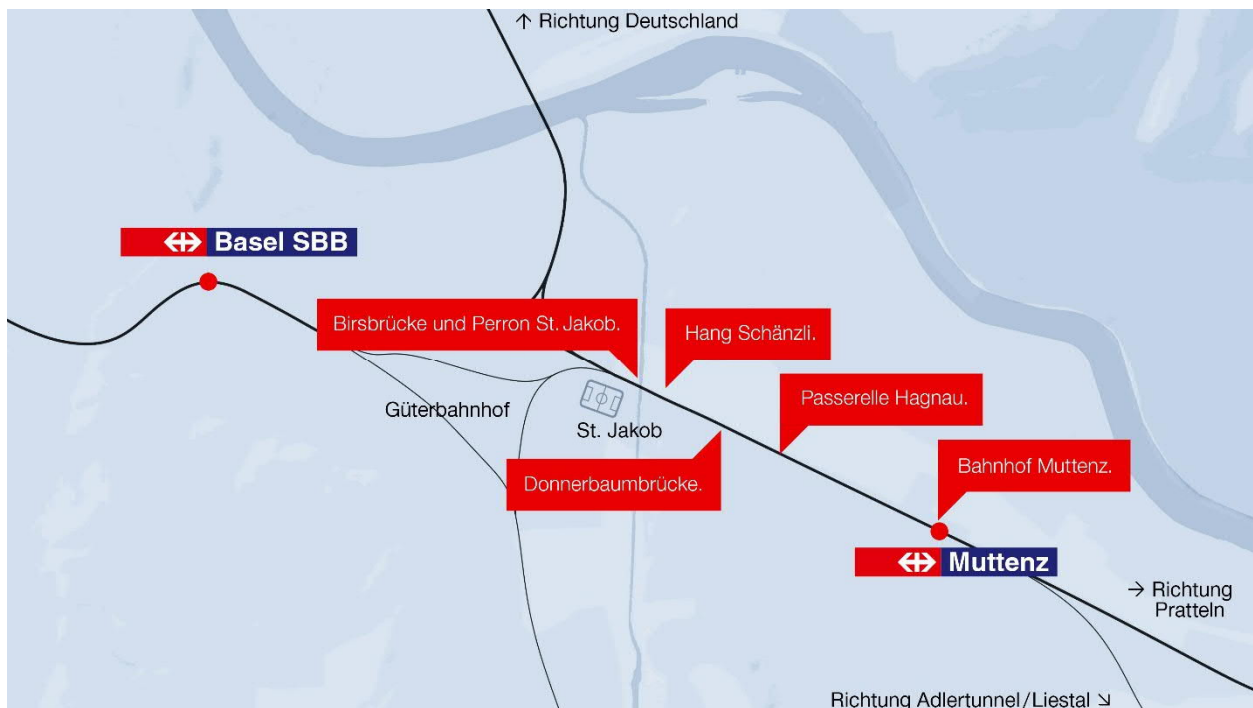 ↑ Richtung Deutschland
Basel SBB
Birsbrücke und Perron St. Jakob.
Hang Schänzli.
Passerelle Hagnau.
Güterbahnhof
St. Jakob
Donnerbaumbrücke.
Bahnhof Muttenz.
Muttenz
→ Richtung
Pratteln
Richtung Adlertunnel/Liestal ↘